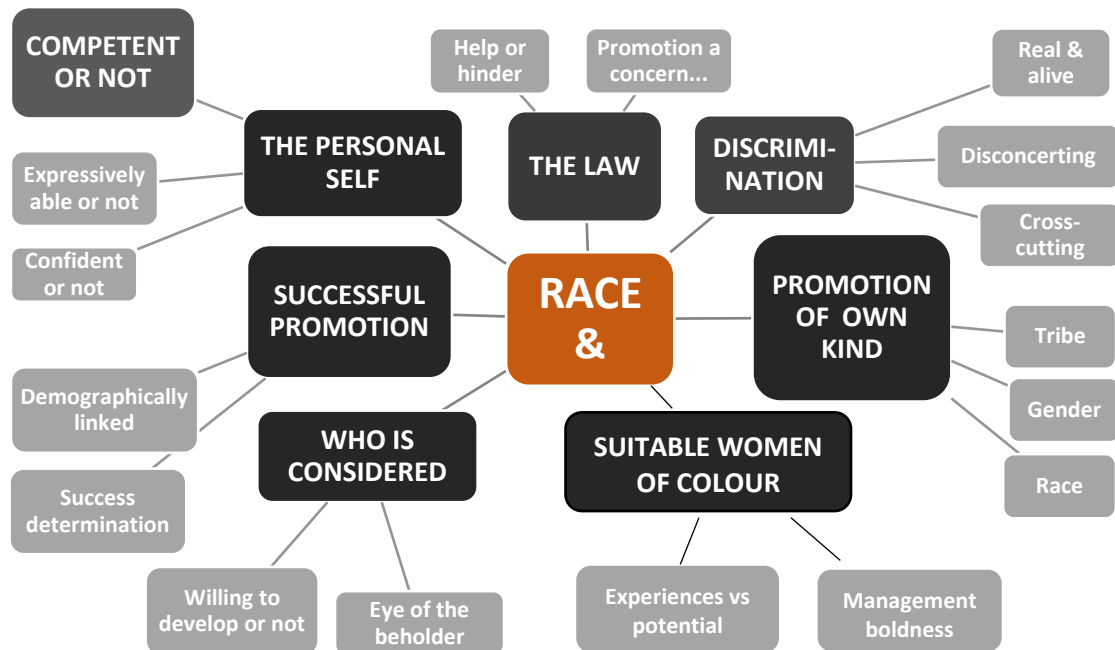 COMPETENT
OR NOT
Help or
hinder
Promotion a
concern...
Real &
alive
THE PERSONAL
SELF
THE LAW
DISCRIMI-
NATION
Disconcerting
Expressively
able or not
Cross-
cutting
Confident
or not
SUCCESSFUL
PROMOTION
RACE
&
PROMOTION
OF OWN
KIND
Tribe
Demographically
linked
Gender
WHO IS
CONSIDERED
SUITABLE WOMEN
OF COLOUR
Race
Success
determination
Willing to
develop or not
Eye of the
beholder
Experiences vs
potential
Management
boldness